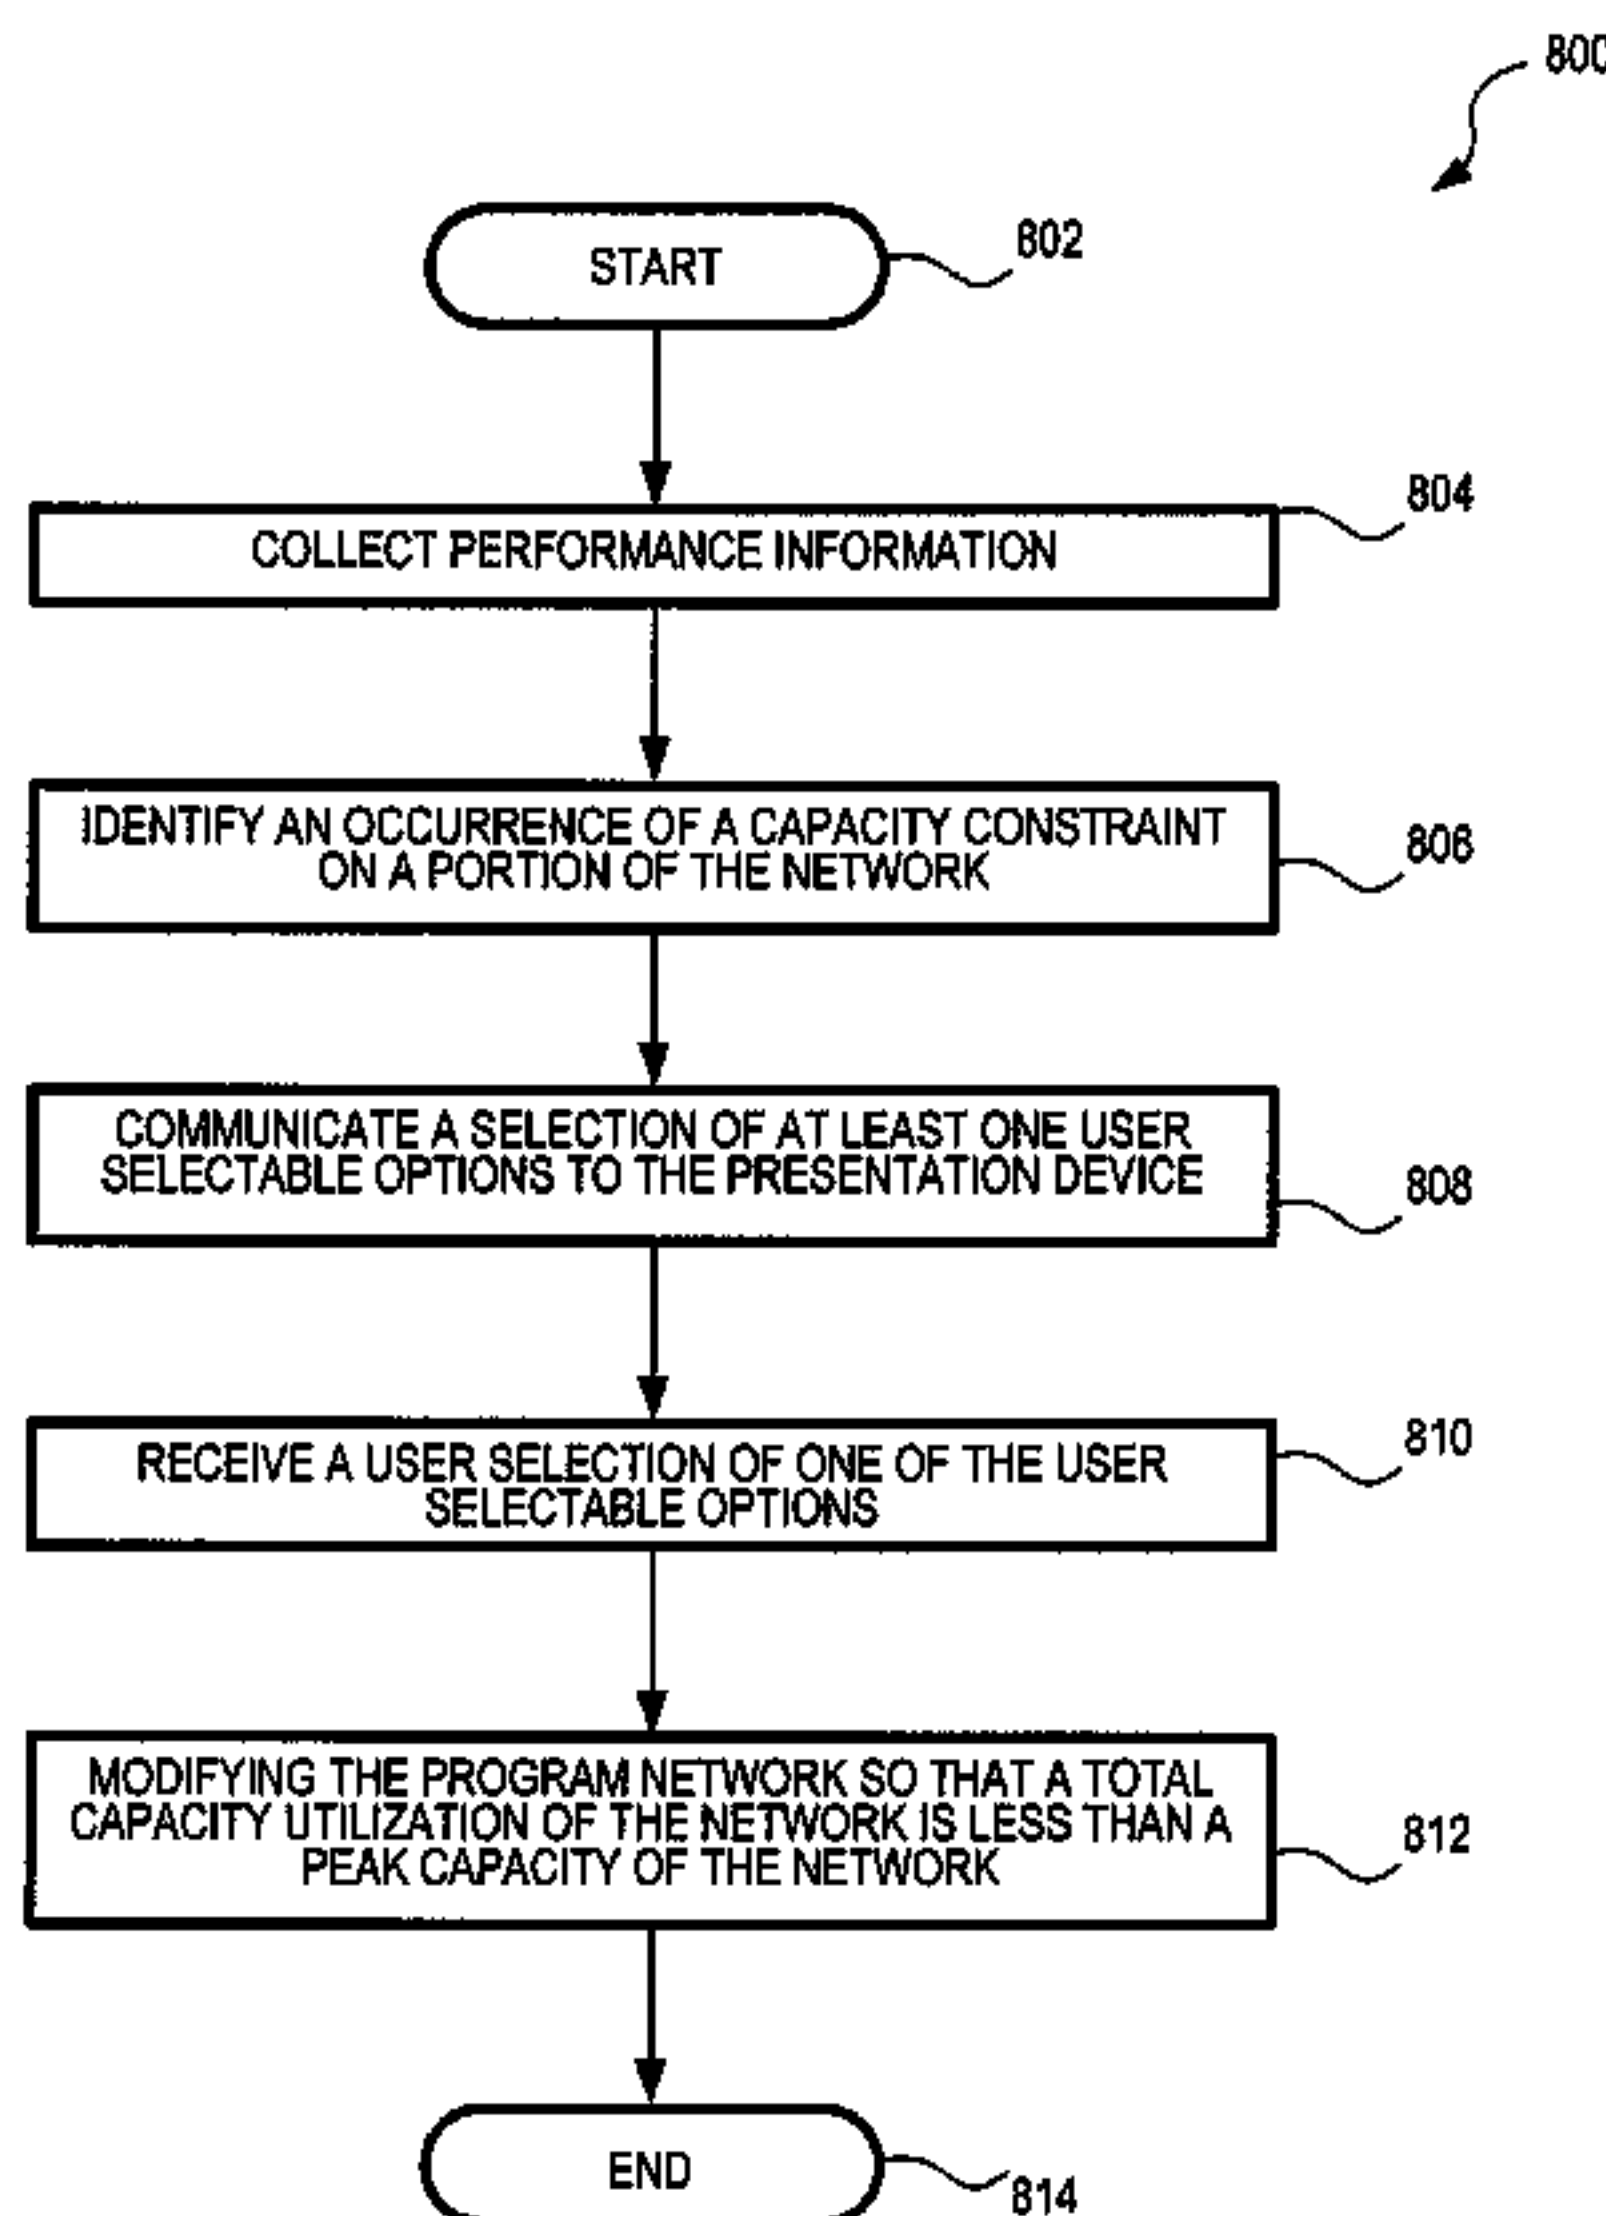 800
START
802
COLLECT PERFORMANCE INFORMATION
804
IDENTIFY AN OCCURRENCE OF A CAPACITY CONSTRAINT
ON A PORTION OF THE NETWORK
806
COMMUNICATE A SELECTION OF AT LEAST ONE USER
SELECTABLE OPTIONS TO THE PRESENTATION DEVICE
808
RECEIVE A USER SELECTION OF ONE OF THE USER
SELECTABLE OPTIONS
810
MODIFYING THE PROGRAM NETWORK SO THAT A TOTAL
CAPACITY UTILIZATION OF THE NETWORK IS LESS THAN A
PEAK CAPACITY OF THE NETWORK
812
END
814